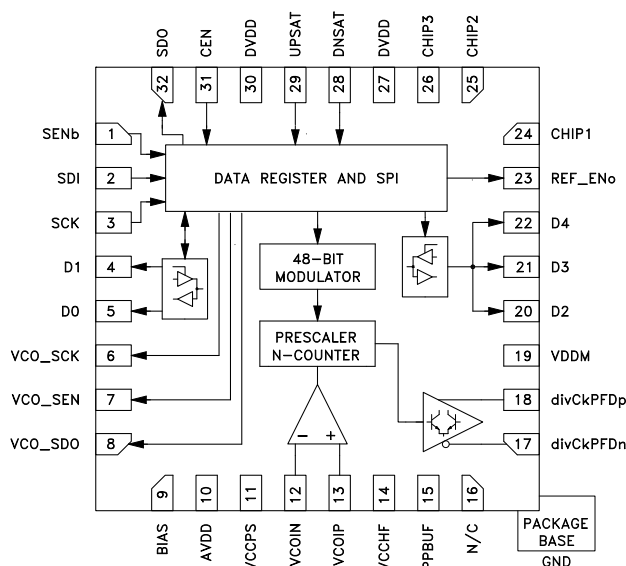 SDO
CEN
DVDD
UPSAT
DNSAT
DVDD
CHIP3
CHIP2
32
31
30
29
28
27
26
25
SENb
1
SDI
2
SCK
3
D1
4
D0
5
VCO_SCK
6
VCO_SEN
7
VCO_SDO
8
DATA REGISTER AND SPI
48-BIT
MODULATOR
PRESCALER
N-COUNTER
− +
24
CHIP1
23
REF_ENo
22
D4
21
D3
20
D2
19
VDDM
18
divCkPFDp
17
divCkPFDn
9
10
11
12
13
14
15
16
BIAS
AVDD
VCCPS
VCOIN
VCOIP
VCCHF
PPBUF
N/C
PACKAGE
BASE
GND